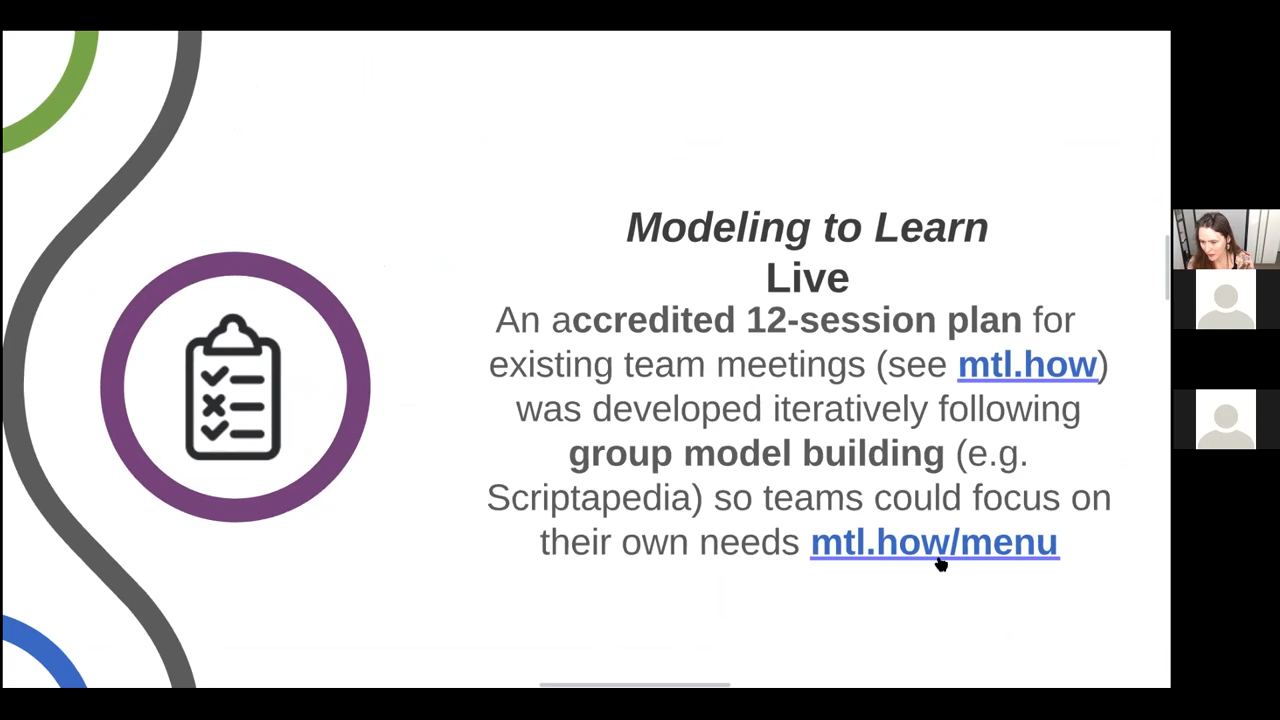 Modeling to Learn
Live
An accredited 12-session plan for
existing team meetings (see mtl.how)
was developed iteratively following
group model building (e.g.
Scriptapedia) so teams could focus on
their own needs mtl.how/menu